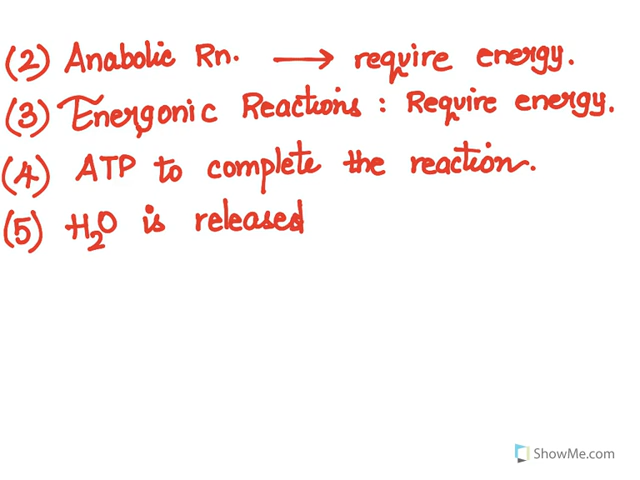 (2) Anabolic Rn. → require energy.
(3) Energonic Reactions : Require energy.
(4) ATP to complete the reaction.
(5) H₂O is released
ShowMe.com